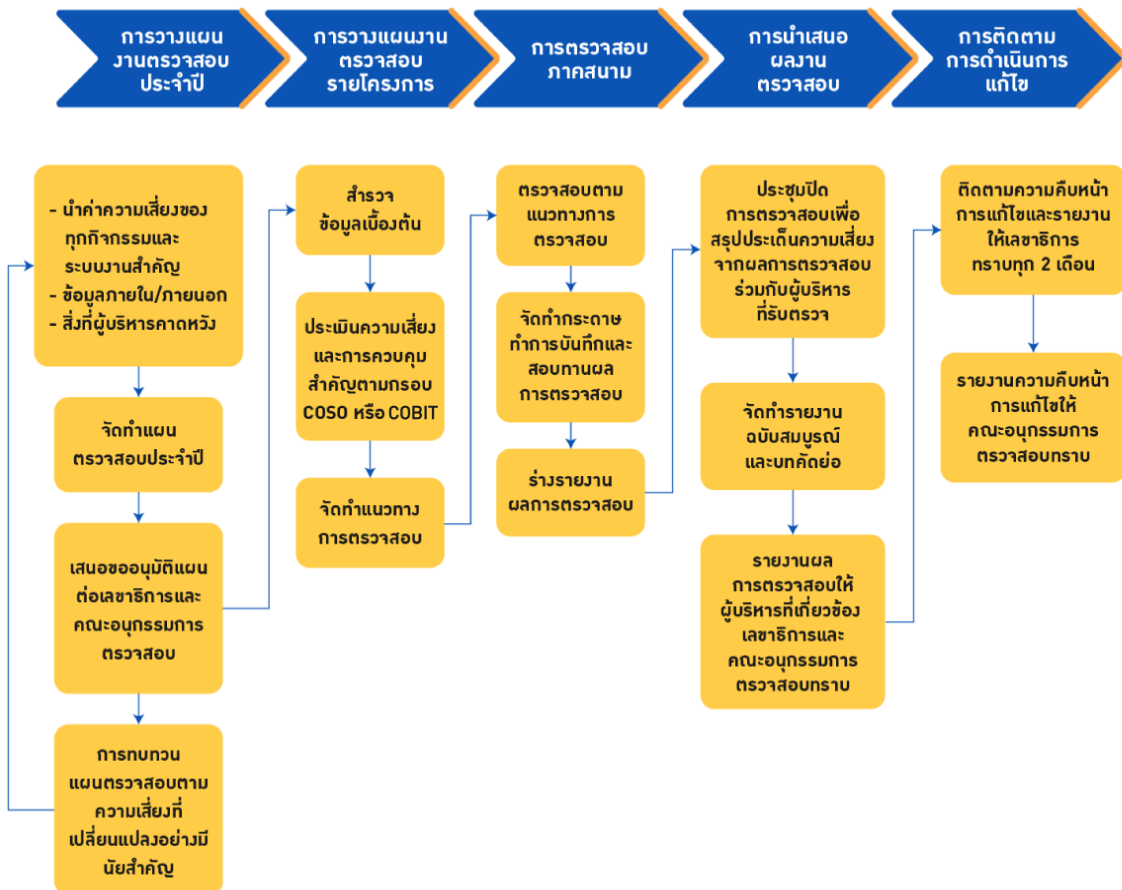 การวางแผน
งานตรวจสอบ
ประจำปี
การวางแผนงาน
ตรวจสอบ
รายโครงการ
การตรวจสอบ
ภาคสนาม
การนำเสนอ
ผลงาน
ตรวจสอบ
การติดตาม
การดำเนินการ
แก้ไข
- นำค่าความเสี่ยงของ
ทุกกิจกรรมและ
ระบบงานสำคัญ
- ข้อมูลภายใน/ภายนอก
- สิ่งที่ผู้บริหารคาดหวัง
จัดทำแผน
ตรวจสอบประจำปี
เสนอขออนุมัติแผน
ต่อเลขาธิการและ
คณะอนุกรรมการ
ตรวจสอบ
การทบทวน
แผนตรวจสอบตาม
ความเสี่ยงที่
เปลี่ยนแปลงอย่างมี
นัยสำคัญ
สำรวจ
ข้อมูลเบื้องต้น
ประเมินความเสี่ยง
และการควบคุม
สำคัญตามกรอบ
COSO หรือ COBIT
จัดทำแนวทาง
การตรวจสอบ
ตรวจสอบตาม
แนวทางการ
ตรวจสอบ
จัดทำกระดาษ
ทำการบันทึกและ
สอบทานผล
การตรวจสอบ
ร่างรายงาน
ผลการตรวจสอบ
ประชุมปิด
การตรวจสอบเพื่อ
สรุปประเด็นความเสี่ยง
จากผลการตรวจสอบ
ร่วมกับผู้บริหาร
ที่รับตรวจ
จัดทำรายงาน
ฉบับสมบูรณ์
และบทคัดย่อ
รายงานผล
การตรวจสอบให้
ผู้บริหารที่เกี่ยวข้อง
เลขาธิการและ
คณะอนุกรรมการ
ตรวจสอบทราบ
ติดตามความคืบหน้า
การแก้ไขและรายงาน
ให้เลขาธิการ
ทราบทุก 2 เดือน
รายงานความคืบหน้า
การแก้ไขให้
คณะอนุกรรมการ
ตรวจสอบทราบ